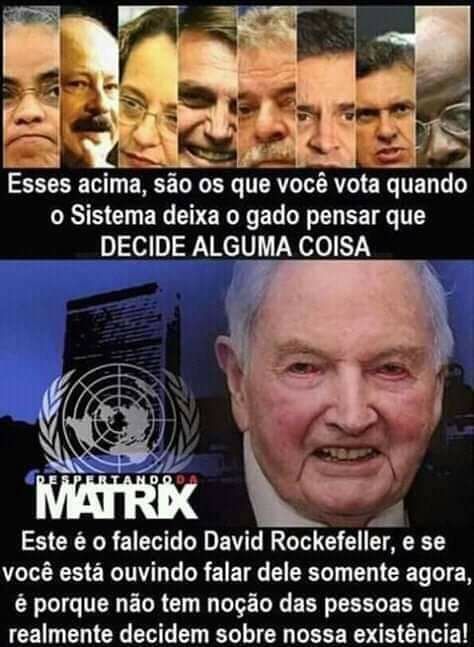 Esses acima, são os que você vota quando
o Sistema deixa o gado pensar que
DECIDE ALGUMA COISA
DESPERTANDO DA
MATRIX
Este é o falecido David Rockefeller, e se
você está ouvindo falar dele somente agora,
é porque não tem noção das pessoas que
realmente decidem sobre nossa existência!